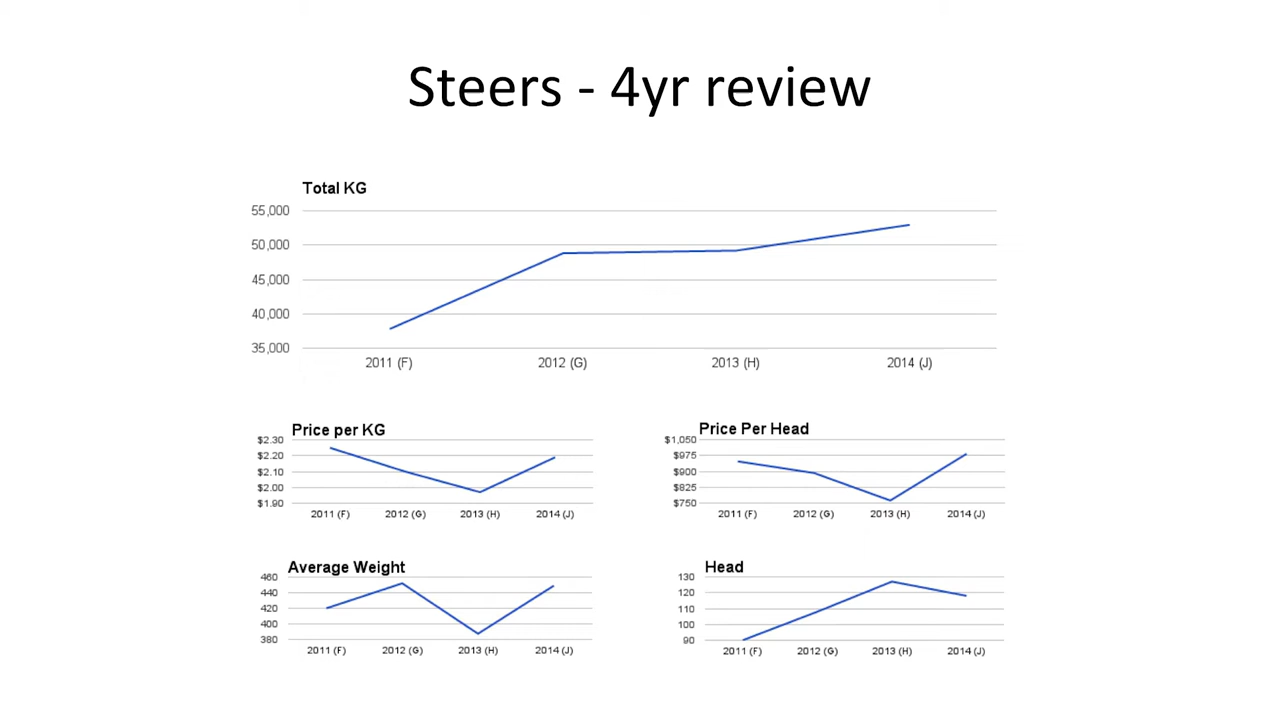 Steers - 4yr review
Total KG
55,000
50,000
45,000
40,000
35,000
2011 (F) 2012 (G) 2013 (H) 2014 (J)
Price per KG
$2.30
$2.20
$2.10
$2.00
$1.90
2011 (F) 2012 (G) 2013 (H) 2014 (J)
Price Per Head
$1,050
$975
$900
$825
$750
2011 (F) 2012 (G) 2013 (H) 2014 (J)
Average Weight
460
440
420
400
380
2011 (F) 2012 (G) 2013 (H) 2014 (J)
Head
130
120
110
100
90
2011 (F) 2012 (G) 2013 (H) 2014 (J)